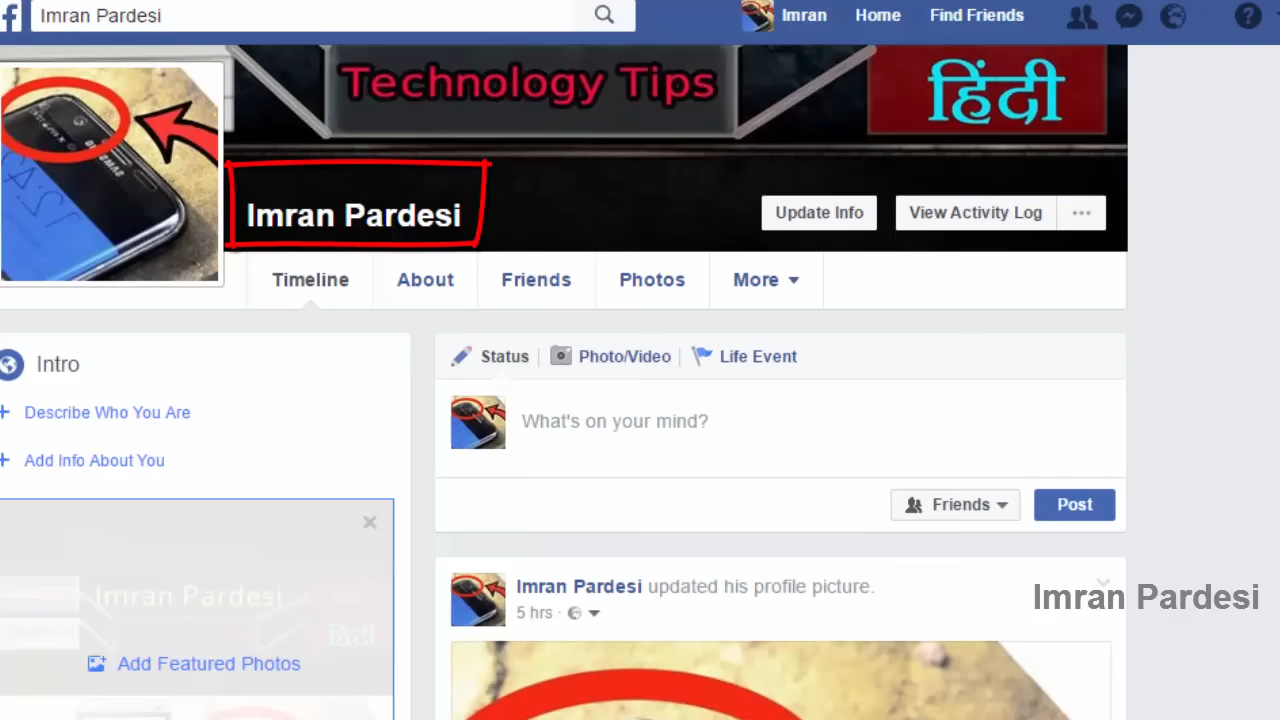 f Imran Pardesi
Imran Home Find Friends
Technology Tips
हिंदी
SAMSUNG
Imran Pardesi
Update Info
View Activity Log
Timeline About Friends Photos More
Intro
Describe Who You Are
Add Info About You
Status Photo/Video Life Event
What's on your mind?
Friends Post
Imran Pardesi
हिंदी
Add Featured Photos
Imran Pardesi updated his profile picture.
5 hrs ·
Imran Pardesi